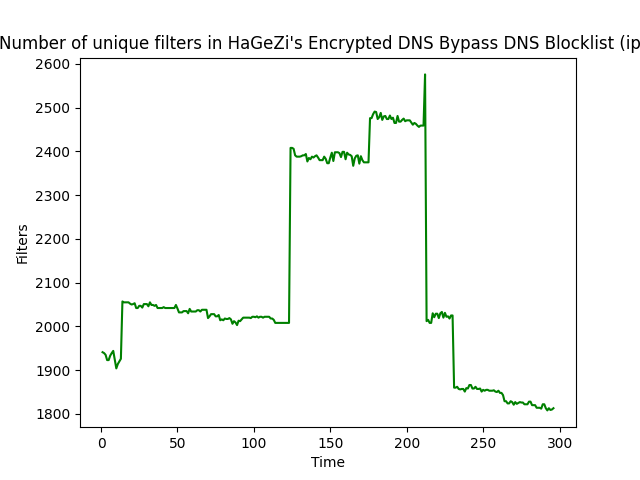 Number of unique filters in HaGeZi's Encrypted DNS Bypass DNS Blocklist (ip
2600
2500
2400
2300
2200
2100
2000
1900
1800
Filters
0 50 100 150 200 250 300
Time